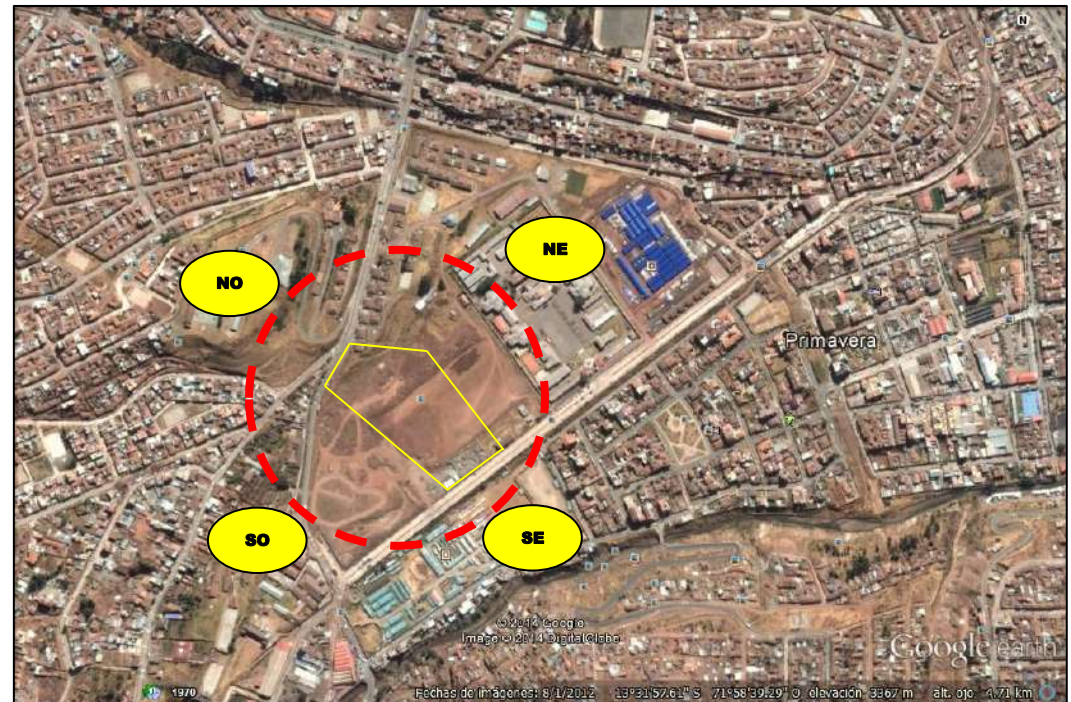 N
NE
NO
Primavera
SO
SE
© 2014 Google
Image © 2014 DigitalGlobe
Google earth
1970
Fechas de imágenes: 8/1/2012 13°31'57.61" S 71°58'39.29" O elevación 3367 m alt. ojo 4.71 km